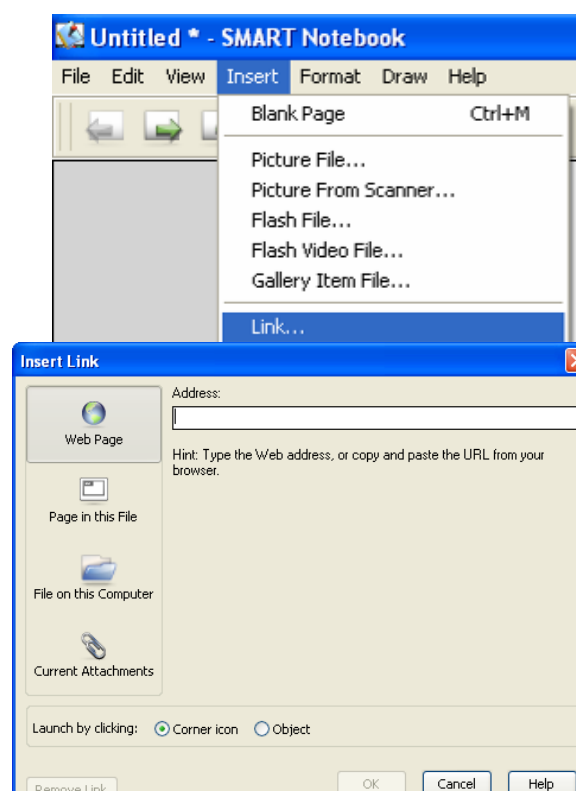 Untitled * - SMART Notebook
File Edit View Insert Format Draw Help
Blank Page Ctrl+M
Picture File...
Picture From Scanner...
Flash File...
Flash Video File...
Gallery Item File...
Link...
Insert Link
Address:
Web Page
Hint: Type the Web address, or copy and paste the URL from your
browser.
Page in this File
File on this Computer
Current Attachments
Launch by clicking: Corner icon Object
Remove Link OK Cancel Help